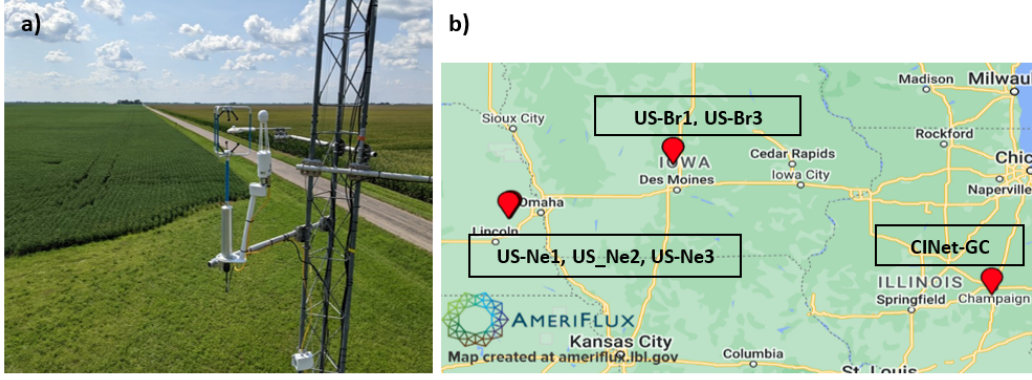 a)
b)
Madison
Milwau
Sioux City
US-Br1, US-Br3
Rockford
Chic
IOWA
Cedar Rapids
Des Moines
Iowa City
Naperville
Omaha
Lincoln
CINet-GC
US-Ne1, US_Ne2, US-Ne3
ILLINOIS
Springfield
Champaign
AMERIFLUX
Kansas City
Map created at ameriflux.lbl.gov
Columbia
St. Louis